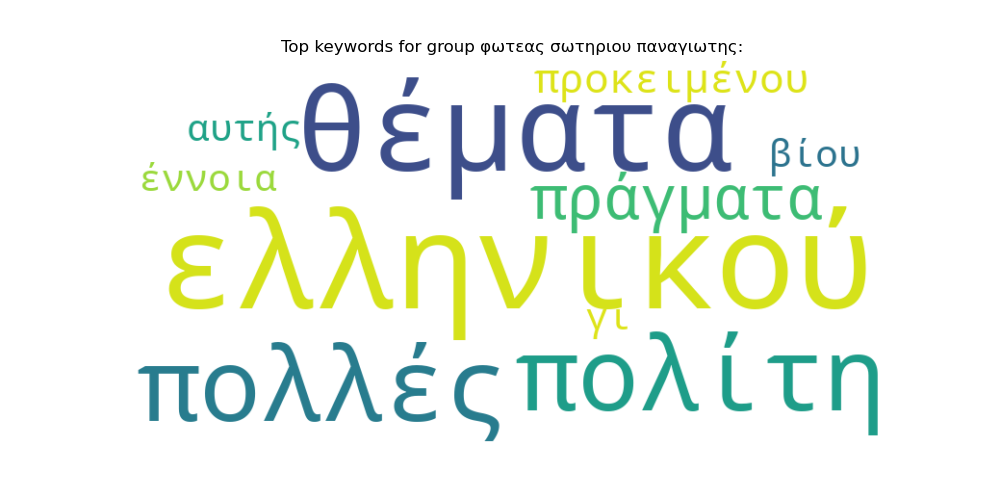 Top keywords for group φωτεας σωτηριου παναγιωτης:
προκειμένου
θέματα
αυτής
βίου
έννοια
πράγματα
ελληνικού
γι
πολλές
πολίτη